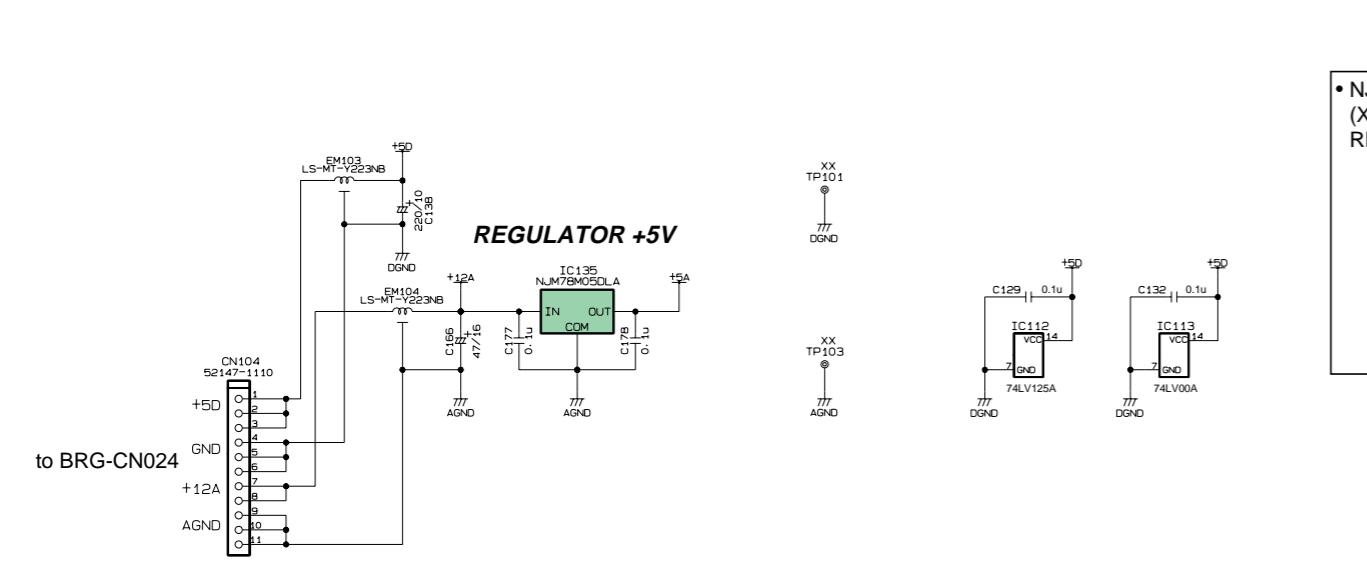 • NJ
(X
RE
+5D
EM103
LS-MT-Y223NB
220/10
C138
+
DGND
REGULATOR +5V
+12A
IC135
NJM78M05DLA
+5A
EM104
LS-MT-Y223NB
IN
OUT
COM
C166
47/16
+
C177
0.1u
C178
0.1u
AGND
AGND
CN104
52147-1110
+5D
GND
+12A
AGND
1
2
3
4
5
6
7
8
9
10
11
to BRG-CN024
XX
TP101
DGND
XX
TP103
AGND
+5D
C129
0.1u
IC112
VCC
14
7
GND
74LV125A
DGND
+5D
C132
0.1u
IC113
VCC
14
7
GND
74LV00A
DGND